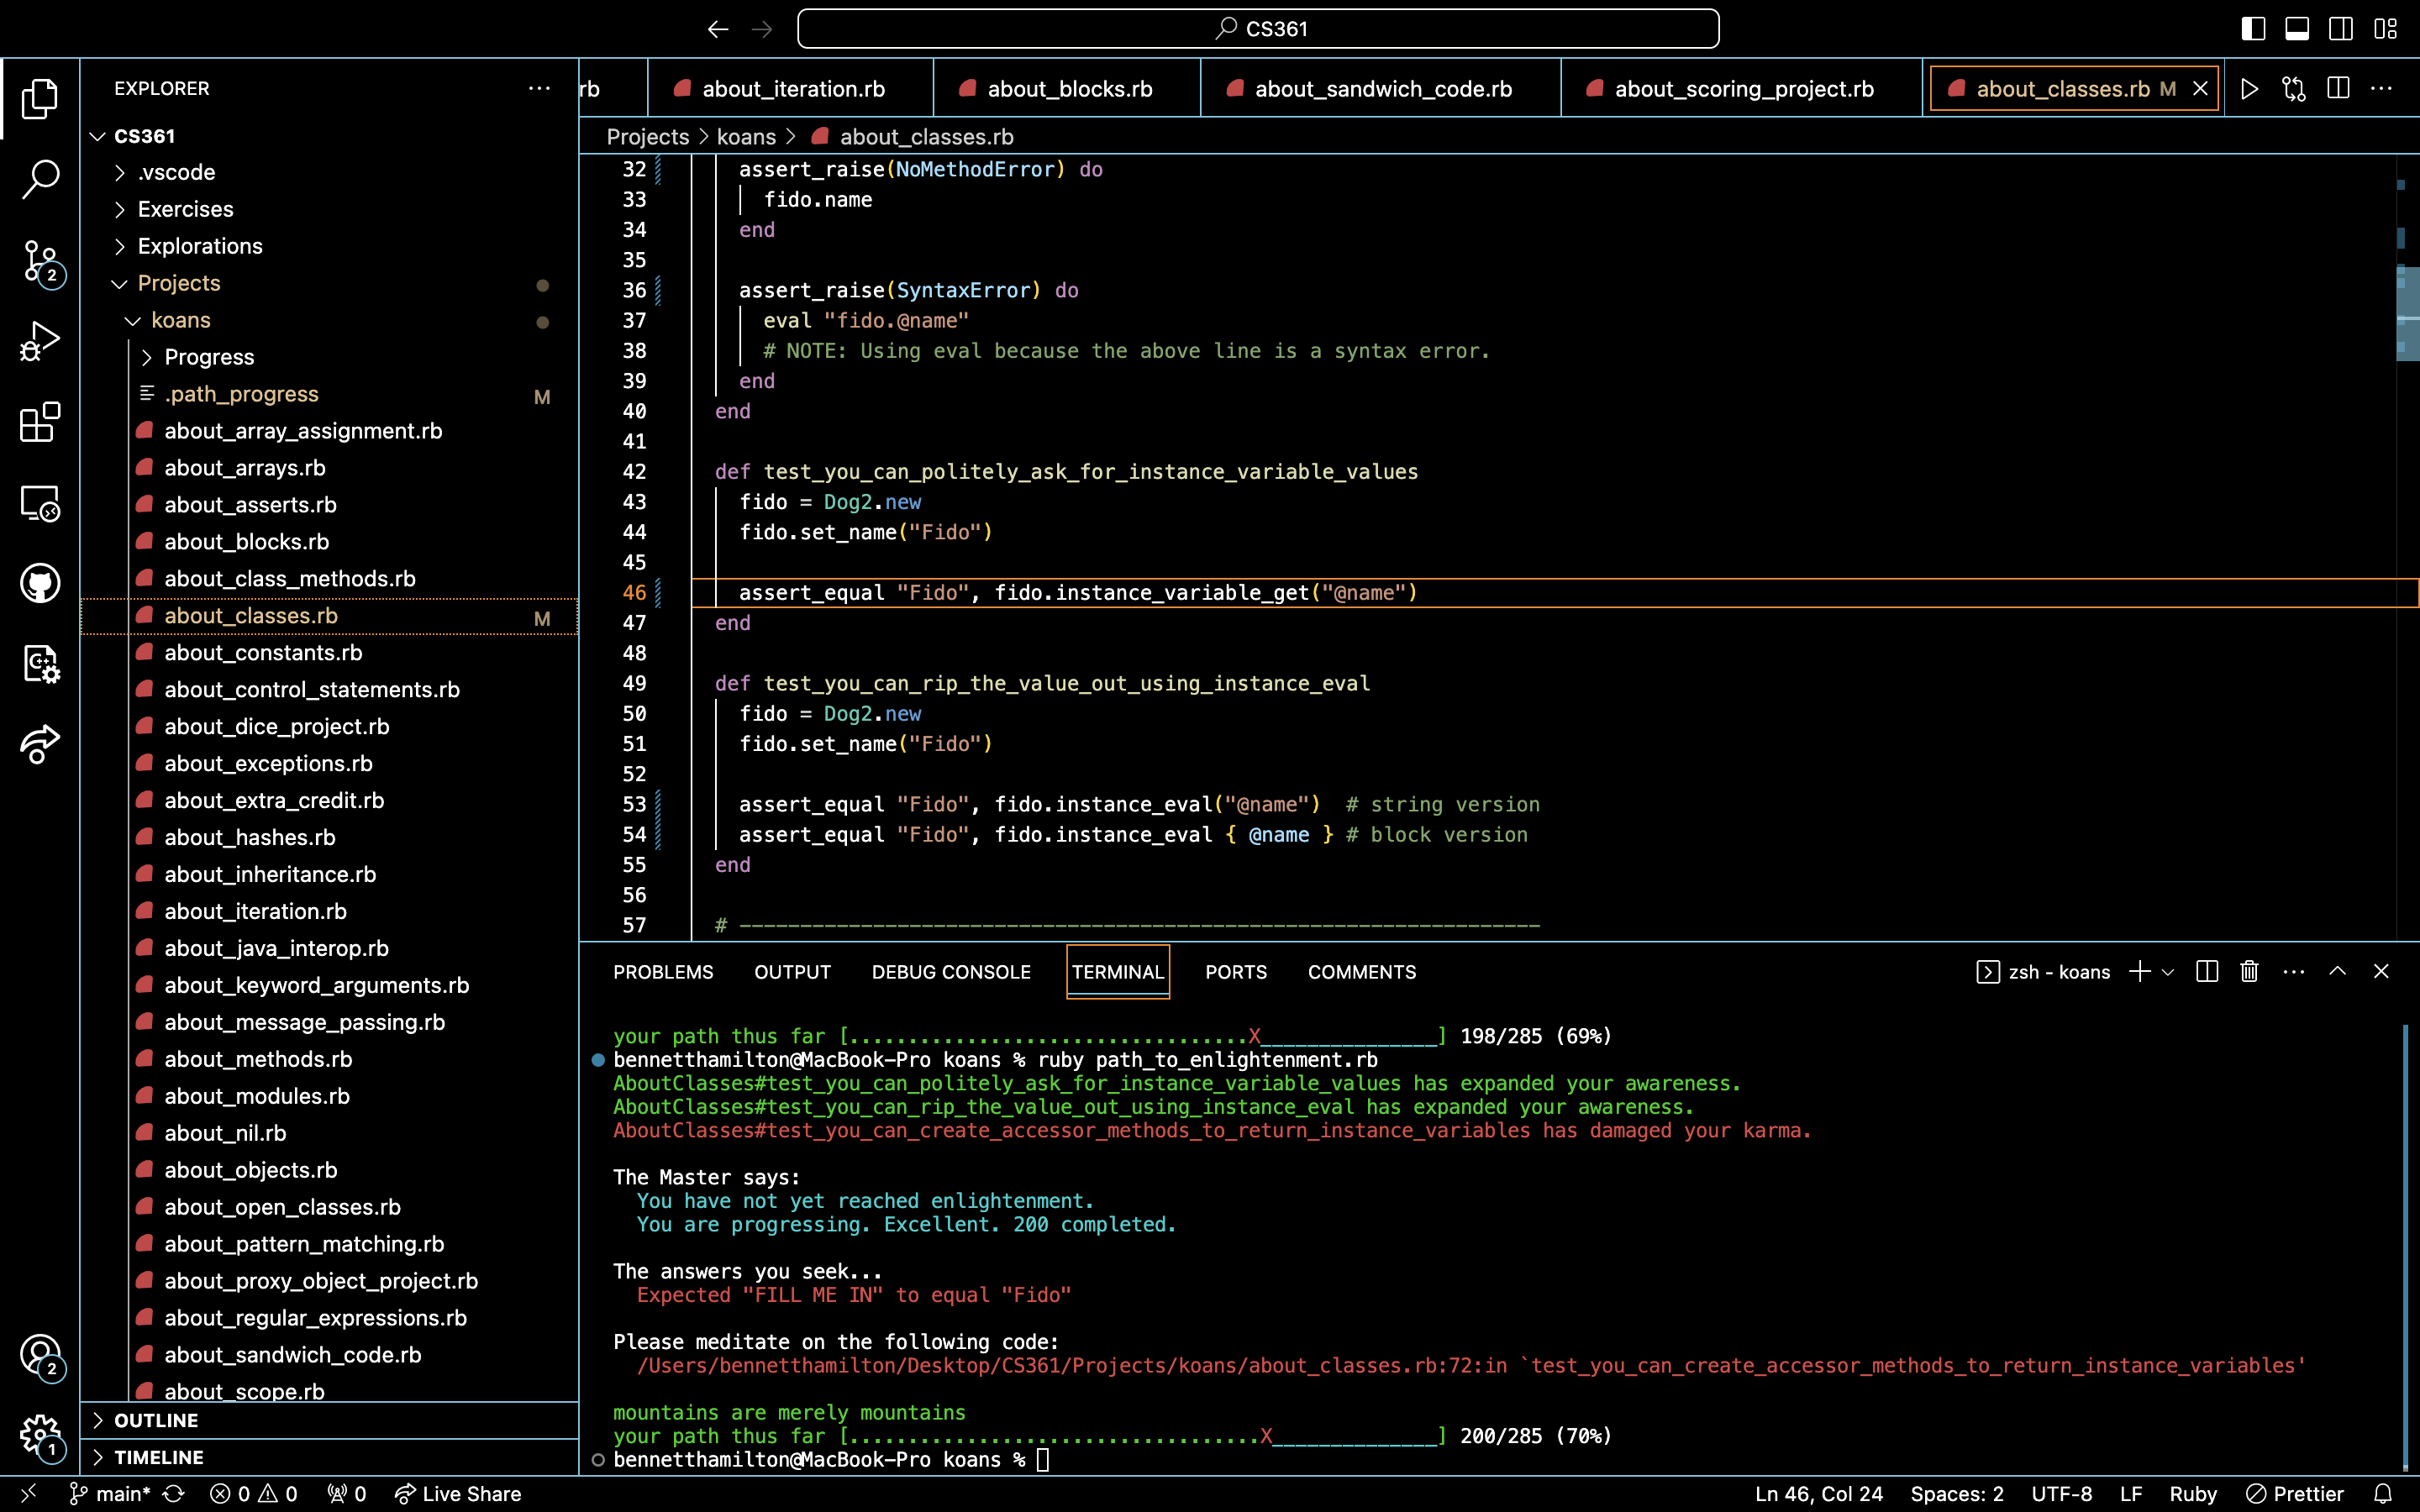 CS361
EXPLORER
CS361
.vscode
Exercises
Explorations
Projects
koans
Progress
.path_progress M
about_array_assignment.rb
about_arrays.rb
about_asserts.rb
about_blocks.rb
about_class_methods.rb
about_classes.rb M
about_constants.rb
about_control_statements.rb
about_dice_project.rb
about_exceptions.rb
about_extra_credit.rb
about_hashes.rb
about_inheritance.rb
about_iteration.rb
about_java_interop.rb
about_keyword_arguments.rb
about_message_passing.rb
about_methods.rb
about_modules.rb
about_nil.rb
about_objects.rb
about_open_classes.rb
about_pattern_matching.rb
about_proxy_object_project.rb
about_regular_expressions.rb
about_sandwich_code.rb
about_scope.rb
OUTLINE
TIMELINE
2
2
1
rb about_iteration.rb about_blocks.rb about_sandwich_code.rb about_scoring_project.rb about_classes.rb M
Projects > koans > about_classes.rb
32 assert_raise(NoMethodError) do
33 fido.name
34 end
35
36 assert_raise(SyntaxError) do
37 eval "fido.@name"
38 # NOTE: Using eval because the above line is a syntax error.
39 end
40 end
41
42 def test_you_can_politely_ask_for_instance_variable_values
43 fido = Dog2.new
44 fido.set_name("Fido")
45
46 assert_equal "Fido", fido.instance_variable_get("@name")
47 end
48
49 def test_you_can_rip_the_value_out_using_instance_eval
50 fido = Dog2.new
51 fido.set_name("Fido")
52
53 assert_equal "Fido", fido.instance_eval("@name")  # string version
54 assert_equal "Fido", fido.instance_eval { @name } # block version
55 end
56
57 # ------------------------------------------------------------------
PROBLEMS OUTPUT DEBUG CONSOLE TERMINAL PORTS COMMENTS zsh - koans
your path thus far [.................................X_______________] 198/285 (69%)
bennetthamilton@MacBook-Pro koans % ruby path_to_enlightenment.rb
AboutClasses#test_you_can_politely_ask_for_instance_variable_values has expanded your awareness.
AboutClasses#test_you_can_rip_the_value_out_using_instance_eval has expanded your awareness.
AboutClasses#test_you_can_create_accessor_methods_to_return_instance_variables has damaged your karma.
The Master says:
You have not yet reached enlightenment.
You are progressing. Excellent. 200 completed.
The answers you seek...
Expected "FILL ME IN" to equal "Fido"
Please meditate on the following code:
/Users/bennetthamilton/Desktop/CS361/Projects/koans/about_classes.rb:72:in `test_you_can_create_accessor_methods_to_return_instance_variables'
mountains are merely mountains
your path thus far [..................................X______________] 200/285 (70%)
bennetthamilton@MacBook-Pro koans %
main* 0 0 0 Live Share Ln 46, Col 24 Spaces: 2 UTF-8 LF Ruby Prettier